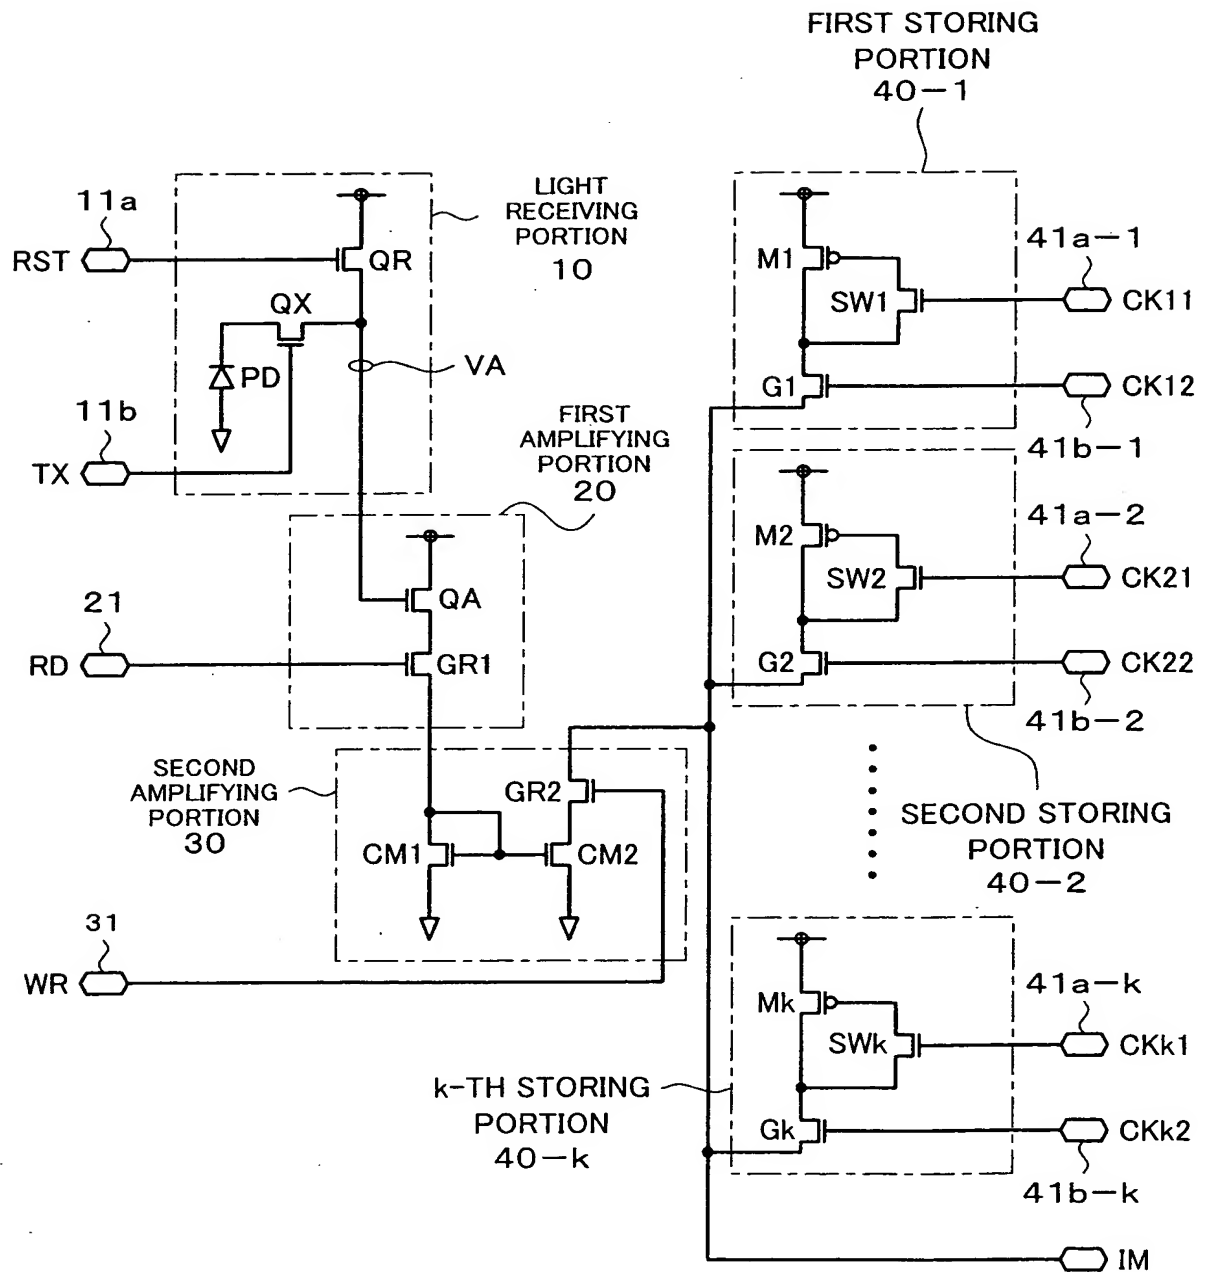 FIRST STORING
PORTION
40-1
11a
RST
QR
LIGHT
RECEIVING
PORTION
10
QX
PD
VA
11b
TX
FIRST
AMPLIFYING
PORTION
20
QA
21
RD
GR1
SECOND
AMPLIFYING
PORTION
30
GR2
CM1
CM2
31
WR
M1
SW1
G1
41a-1
CK11
CK12
41b-1
M2
SW2
G2
41a-2
CK21
CK22
41b-2
SECOND STORING
PORTION
40-2
Mk
SWk
Gk
41a-k
CKk1
CKk2
41b-k
k-TH STORING
PORTION
40-k
IM